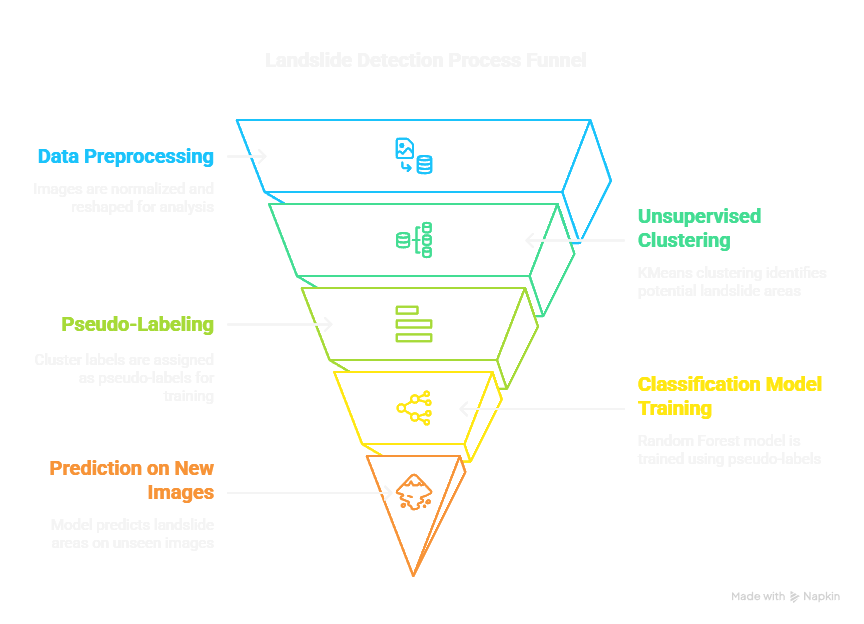 Landslide Detection Process Funnel
Data Preprocessing
Images are normalized and
reshaped for analysis
Unsupervised
Clustering
KMeans clustering identifies
potential landslide areas
Pseudo-Labeling
Cluster labels are assigned
as pseudo-labels for
training
Classification Model
Training
Random Forest model is
trained using pseudo-labels
Prediction on New
Images
Model predicts landslide
areas on unseen images
Made with Napkin